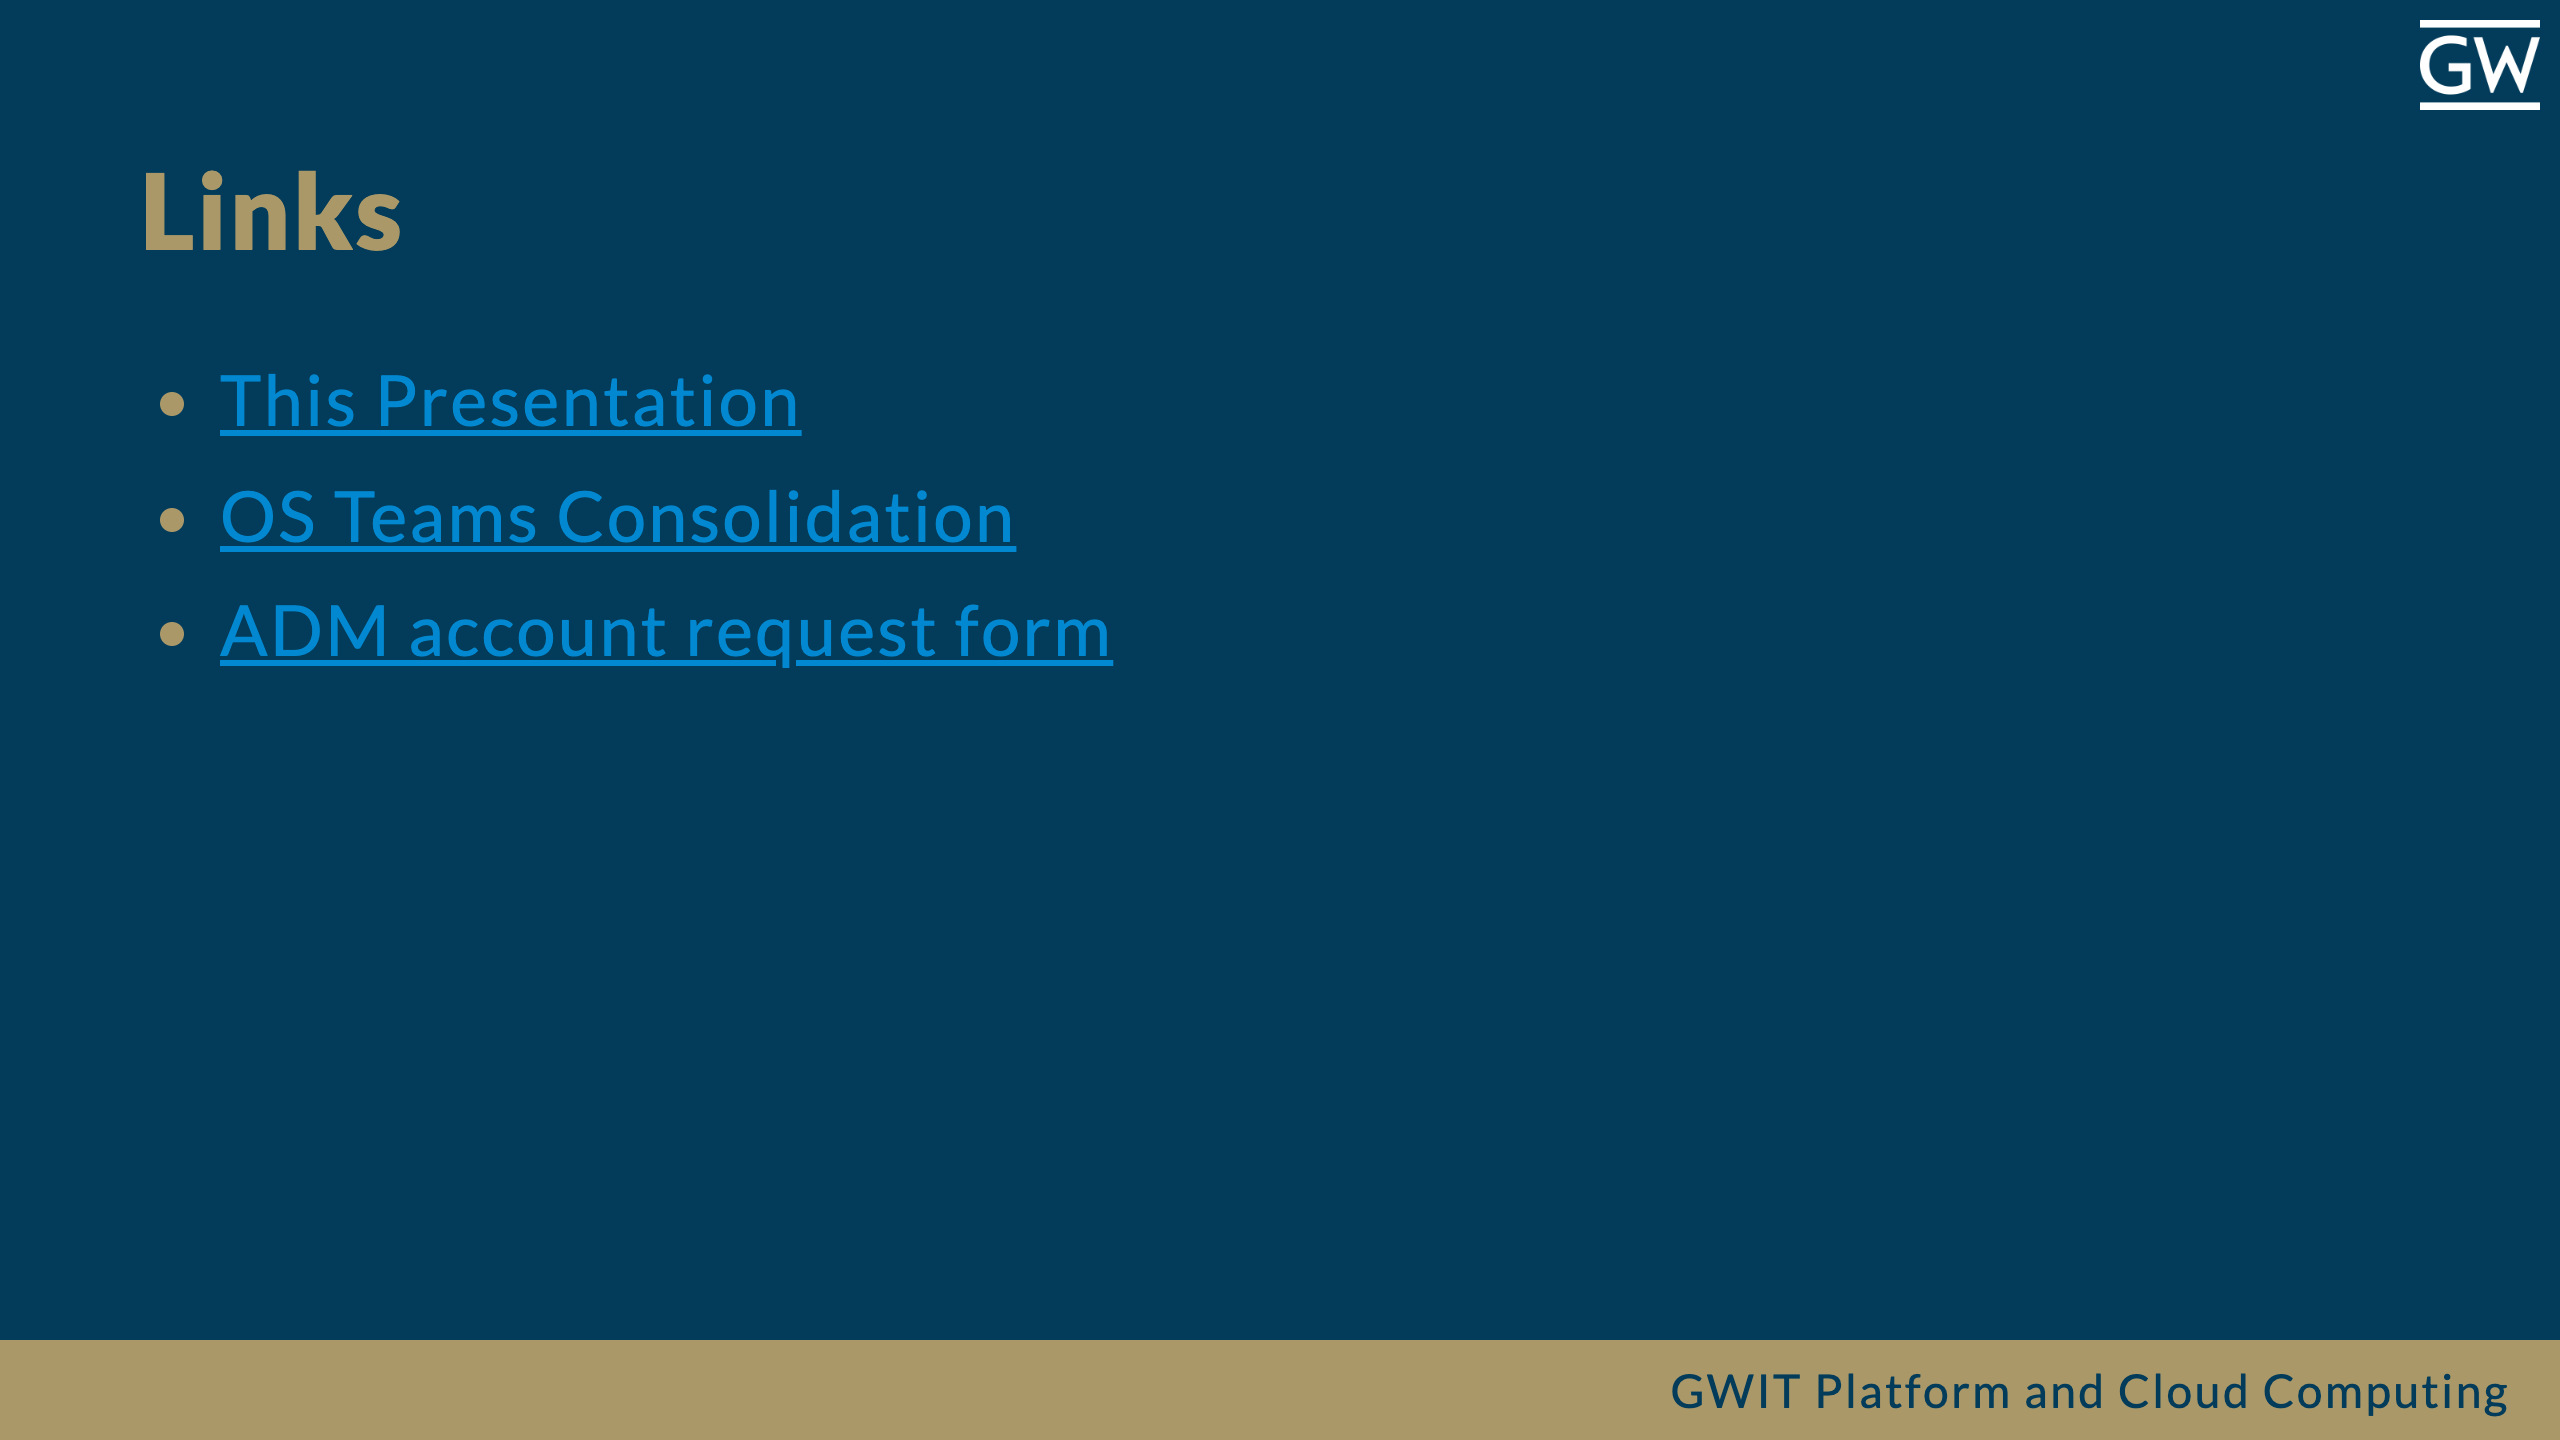 GW
Links
This Presentation
OS Teams Consolidation
ADM account request form
GWIT Platform and Cloud Computing